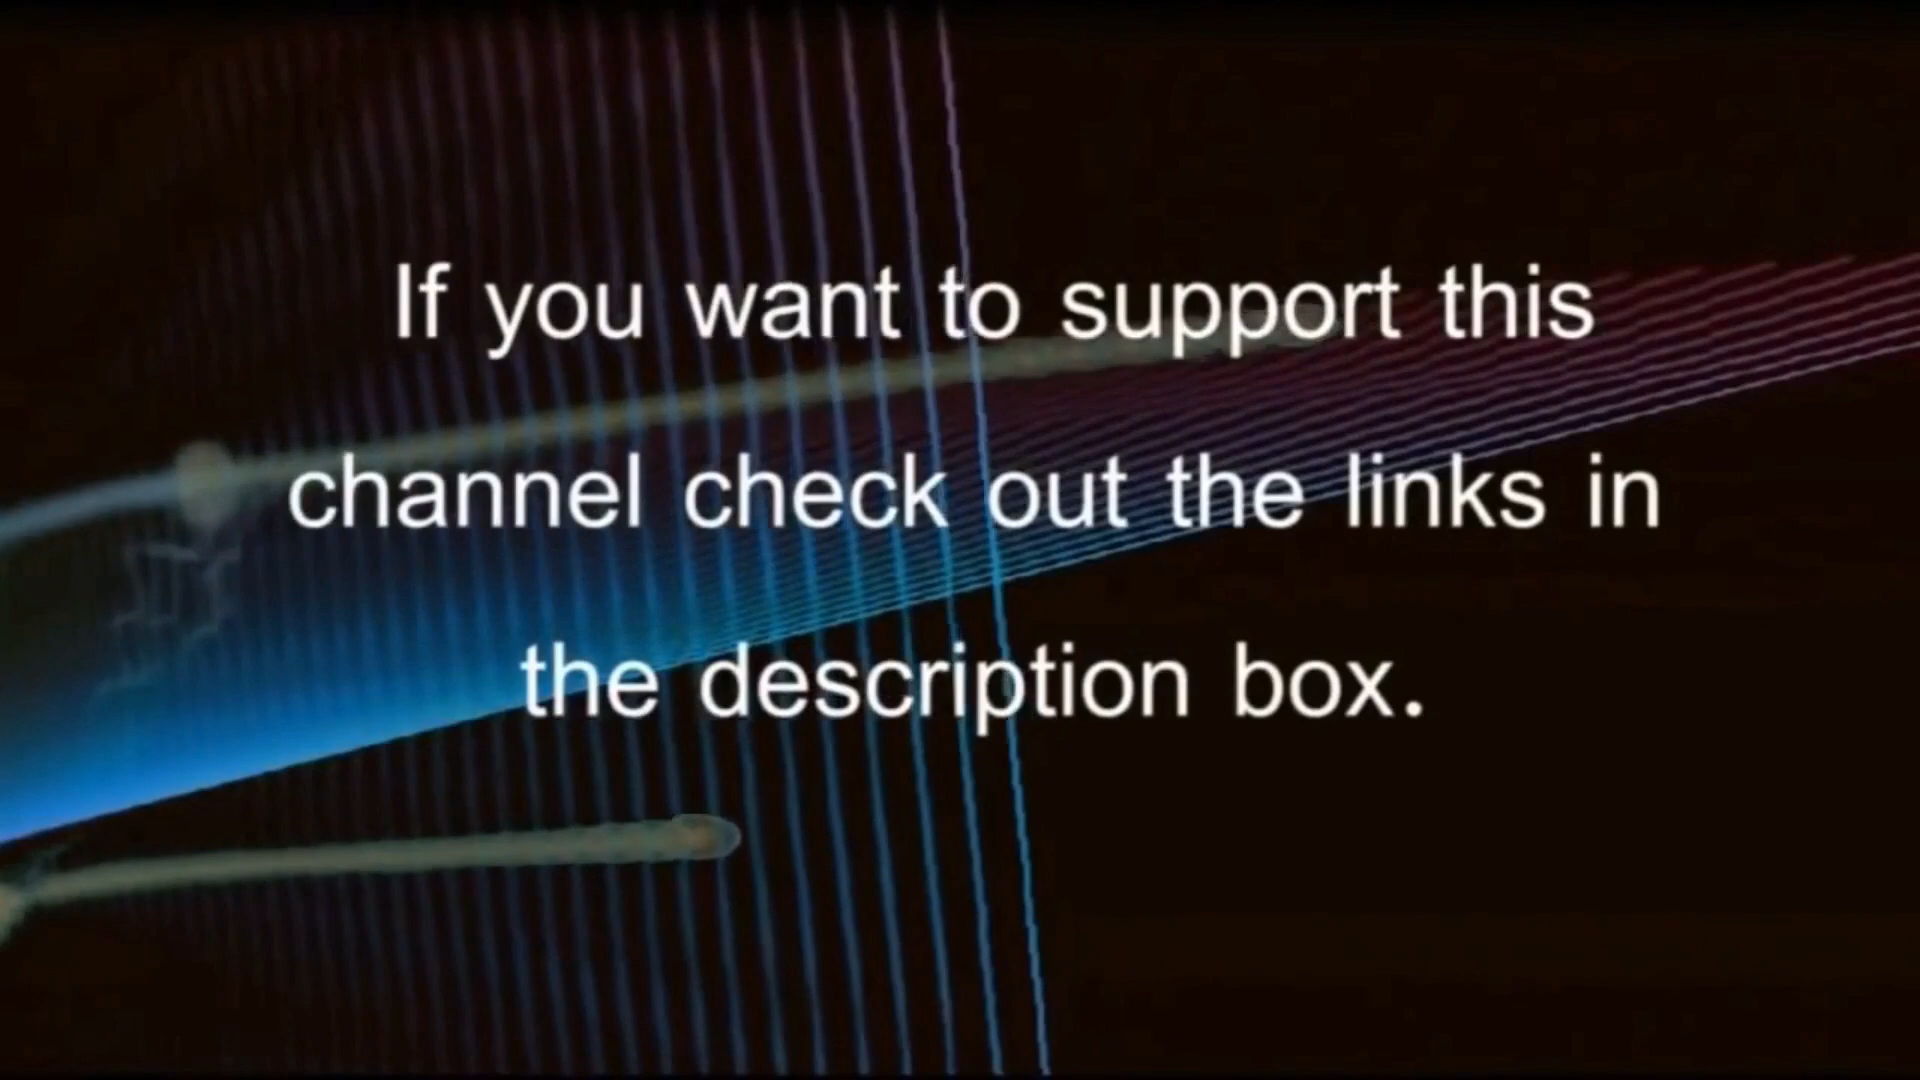 If you want to support this
channel check out the links in
the description box.